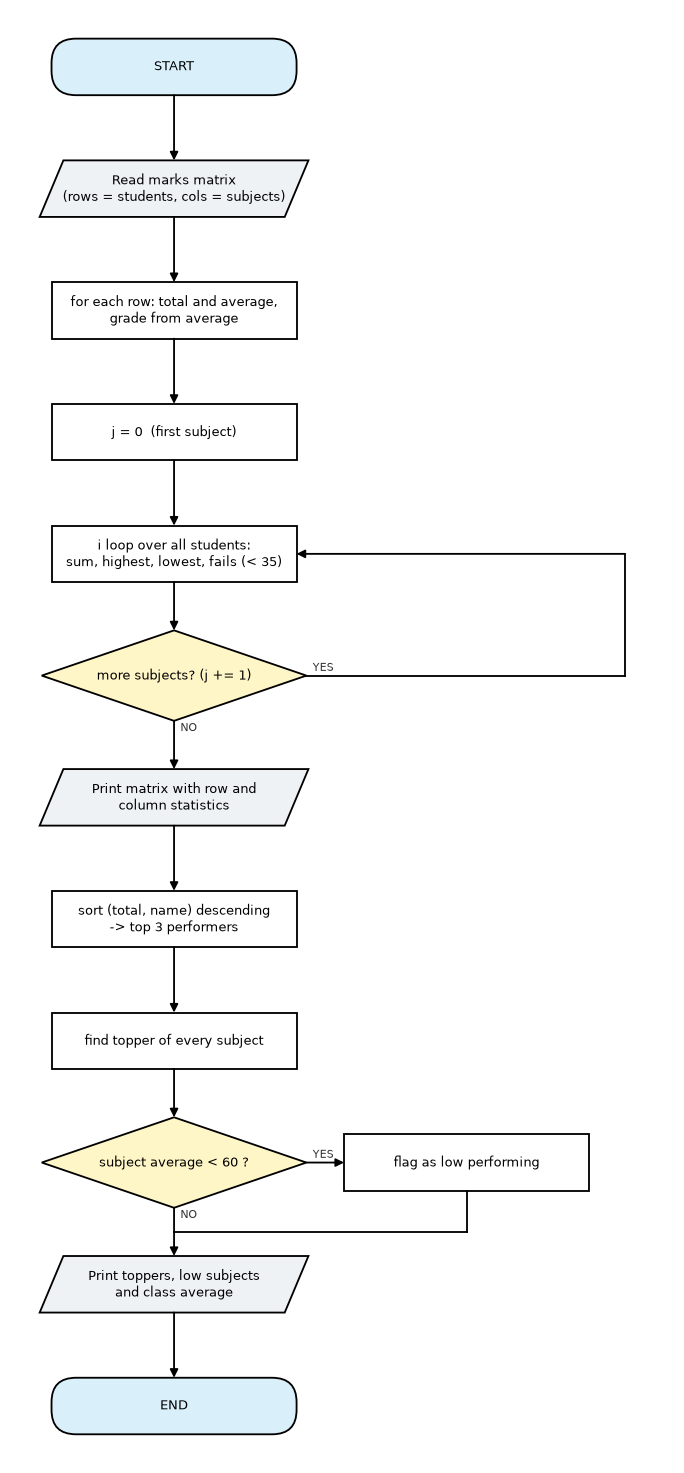 START
Read marks matrix
(rows = students, cols = subjects)
for each row: total and average,
grade from average
j = 0  (first subject)
i loop over all students:
sum, highest, lowest, fails (< 35)
more subjects? (j += 1)
YES
NO
Print matrix with row and
column statistics
sort (total, name) descending
-> top 3 performers
find topper of every subject
subject average < 60 ?
YES
flag as low performing
NO
Print toppers, low subjects
and class average
END